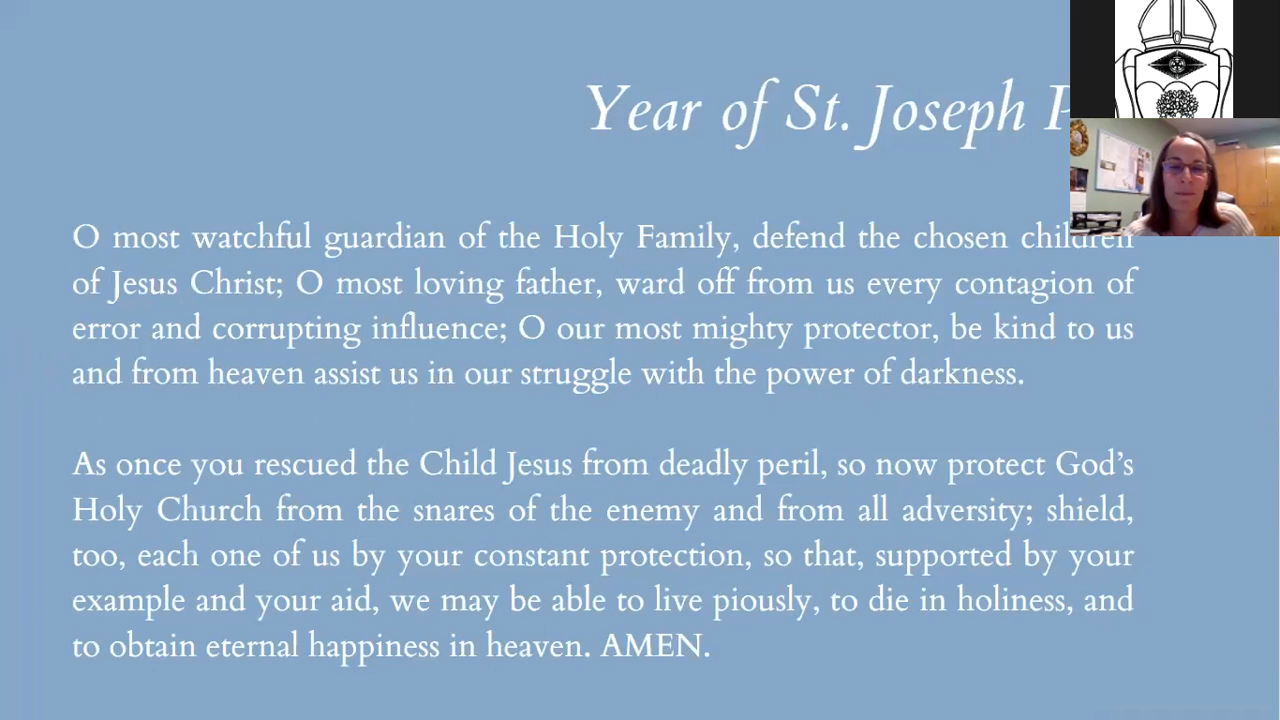 Year of St. Joseph
O most watchful guardian of the Holy Family, defend the chosen children
of Jesus Christ; O most loving father, ward off from us every contagion of
error and corrupting influence; O our most mighty protector, be kind to us
and from heaven assist us in our struggle with the power of darkness.
As once you rescued the Child Jesus from deadly peril, so now protect God's
Holy Church from the snares of the enemy and from all adversity; shield,
too, each one of us by your constant protection, so that, supported by your
example and your aid, we may be able to live piously, to die in holiness, and
to obtain eternal happiness in heaven. AMEN.